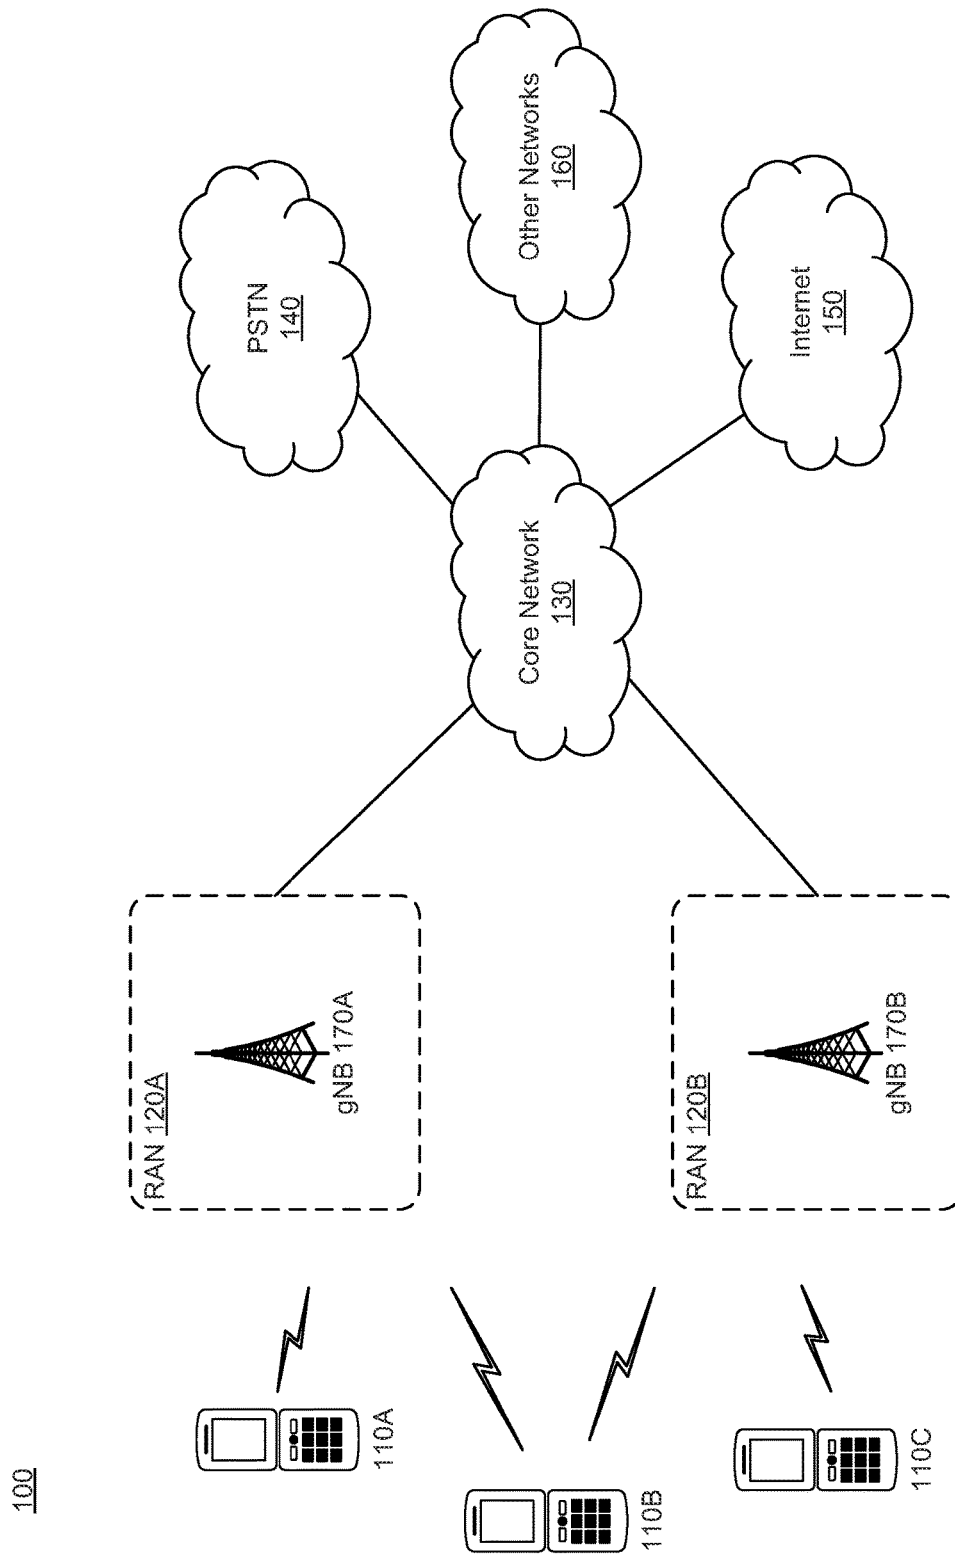 100
110A
110B
110C
RAN 120A
gNB 170A
RAN 120B
gNB 170B
Core Network
130
PSTN
140
Other Networks
160
Internet
150